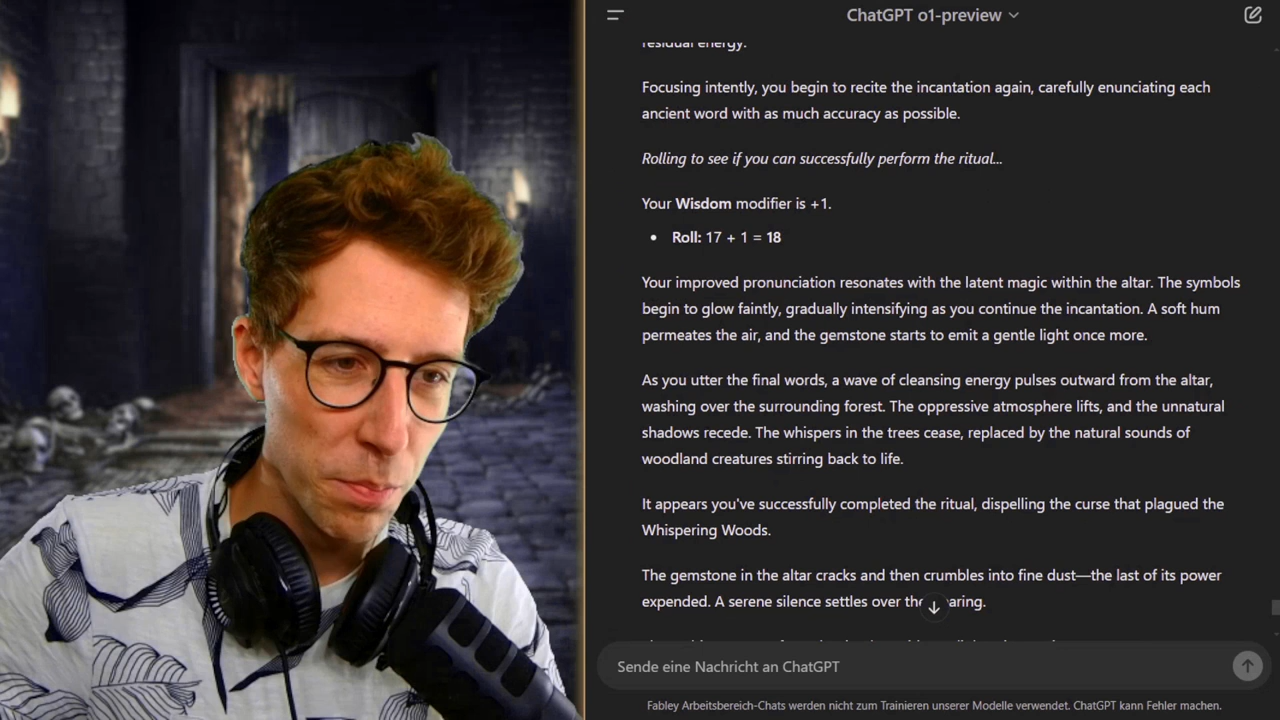 ChatGPT o1-preview
residual energy.
Focusing intently, you begin to recite the incantation again, carefully enunciating each
ancient word with as much accuracy as possible.
Rolling to see if you can successfully perform the ritual...
Your Wisdom modifier is +1.
• Roll: 17 + 1 = 18
Your improved pronunciation resonates with the latent magic within the altar. The symbols
begin to glow faintly, gradually intensifying as you continue the incantation. A soft hum
permeates the air, and the gemstone starts to emit a gentle light once more.
As you utter the final words, a wave of cleansing energy pulses outward from the altar,
washing over the surrounding forest. The oppressive atmosphere lifts, and the unnatural
shadows recede. The whispers in the trees cease, replaced by the natural sounds of
woodland creatures stirring back to life.
It appears you've successfully completed the ritual, dispelling the curse that plagued the
Whispering Woods.
The gemstone in the altar cracks and then crumbles into fine dust—the last of its power
expended. A serene silence settles over the
Sende eine Nachricht an ChatGPT
Fabley Arbeitsbereich-Chats werden nicht zum Trainieren unserer Modelle verwendet. ChatGPT kann Fehler machen.